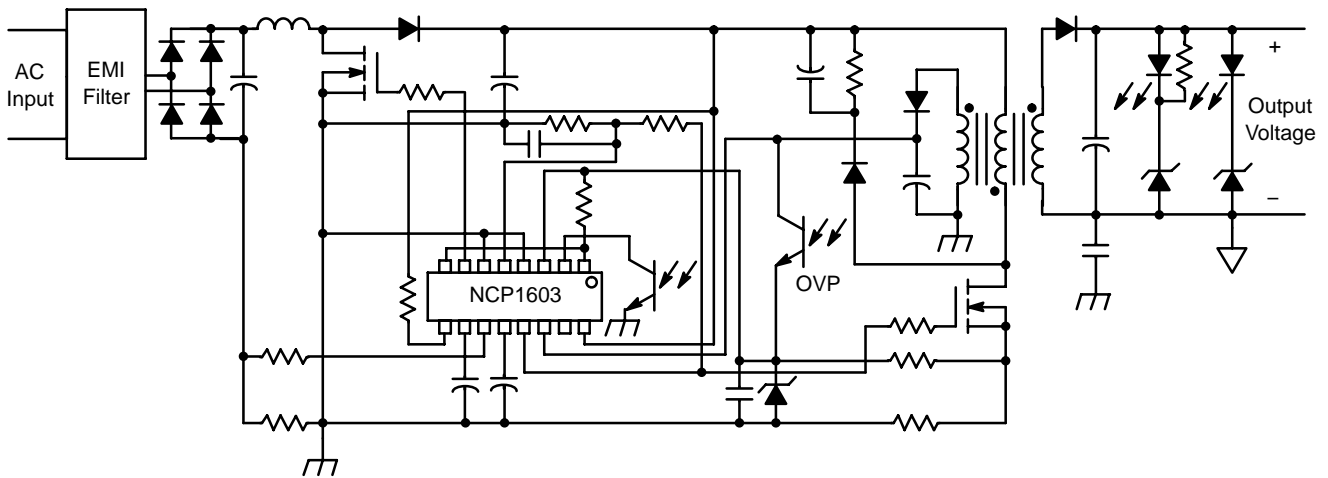 AC
Input
EMI
Filter
NCP1603
OVP
+
Output
Voltage
–